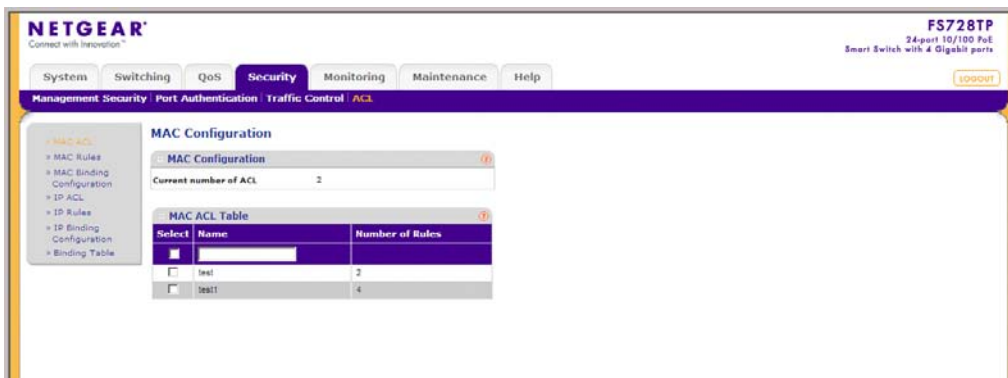 NETGEAR
Connect with Innovation™
FS728TP
24-port 10/100 PoE
Smart Switch with 4 Gigabit ports
System Switching QoS Security Monitoring Maintenance Help
LOGOUT
Management Security Port Authentication Traffic Control ACL
» MAC ACL
» MAC Rules
» MAC Binding
Configuration
» IP ACL
» IP Rules
» IP Binding
Configuration
» Binding Table
MAC Configuration
MAC Configuration
Current number of ACL 2
MAC ACL Table
Select Name Number of Rules
test 2
test1 4